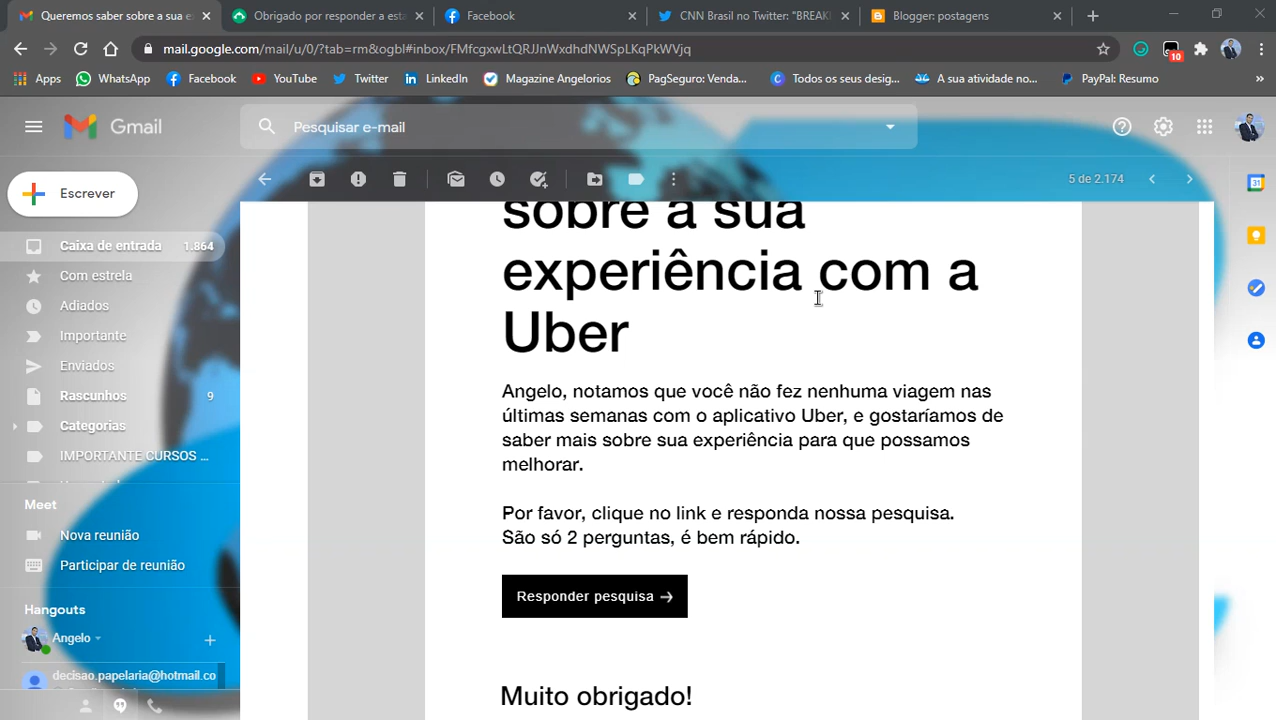 Queremos saber sobre a sua e
Obrigado por responder a esta
Facebook
CNN Brasil no Twitter: "BREAK
Blogger: postagens
mail.google.com/mail/u/0/?tab=rm&ogbl#inbox/FMfcgxwLtQRJJnWxdhdNWSpLKqPkWVjq
10
Apps
WhatsApp
Facebook
YouTube
Twitter
LinkedIn
Magazine Angelorios
PagSeguro: Venda...
Todos os seus desig...
A sua atividade no...
PayPal: Resumo
»
Gmail
Pesquisar e-mail
Escrever
5 de 2.174
31
Caixa de entrada 1.864
Com estrela
Adiados
Importante
Enviados
Rascunhos 9
Categorias
IMPORTANTE CURSOS ...
Meet
Nova reunião
Participar de reunião
Hangouts
Angelo
decisao.papelaria@hotmail.co
sobre a sua
experiência com a
Uber
Angelo, notamos que você não fez nenhuma viagem nas
últimas semanas com o aplicativo Uber, e gostaríamos de
saber mais sobre sua experiência para que possamos
melhorar.
Por favor, clique no link e responda nossa pesquisa.
São só 2 perguntas, é bem rápido.
Responder pesquisa →
Muito obrigado!